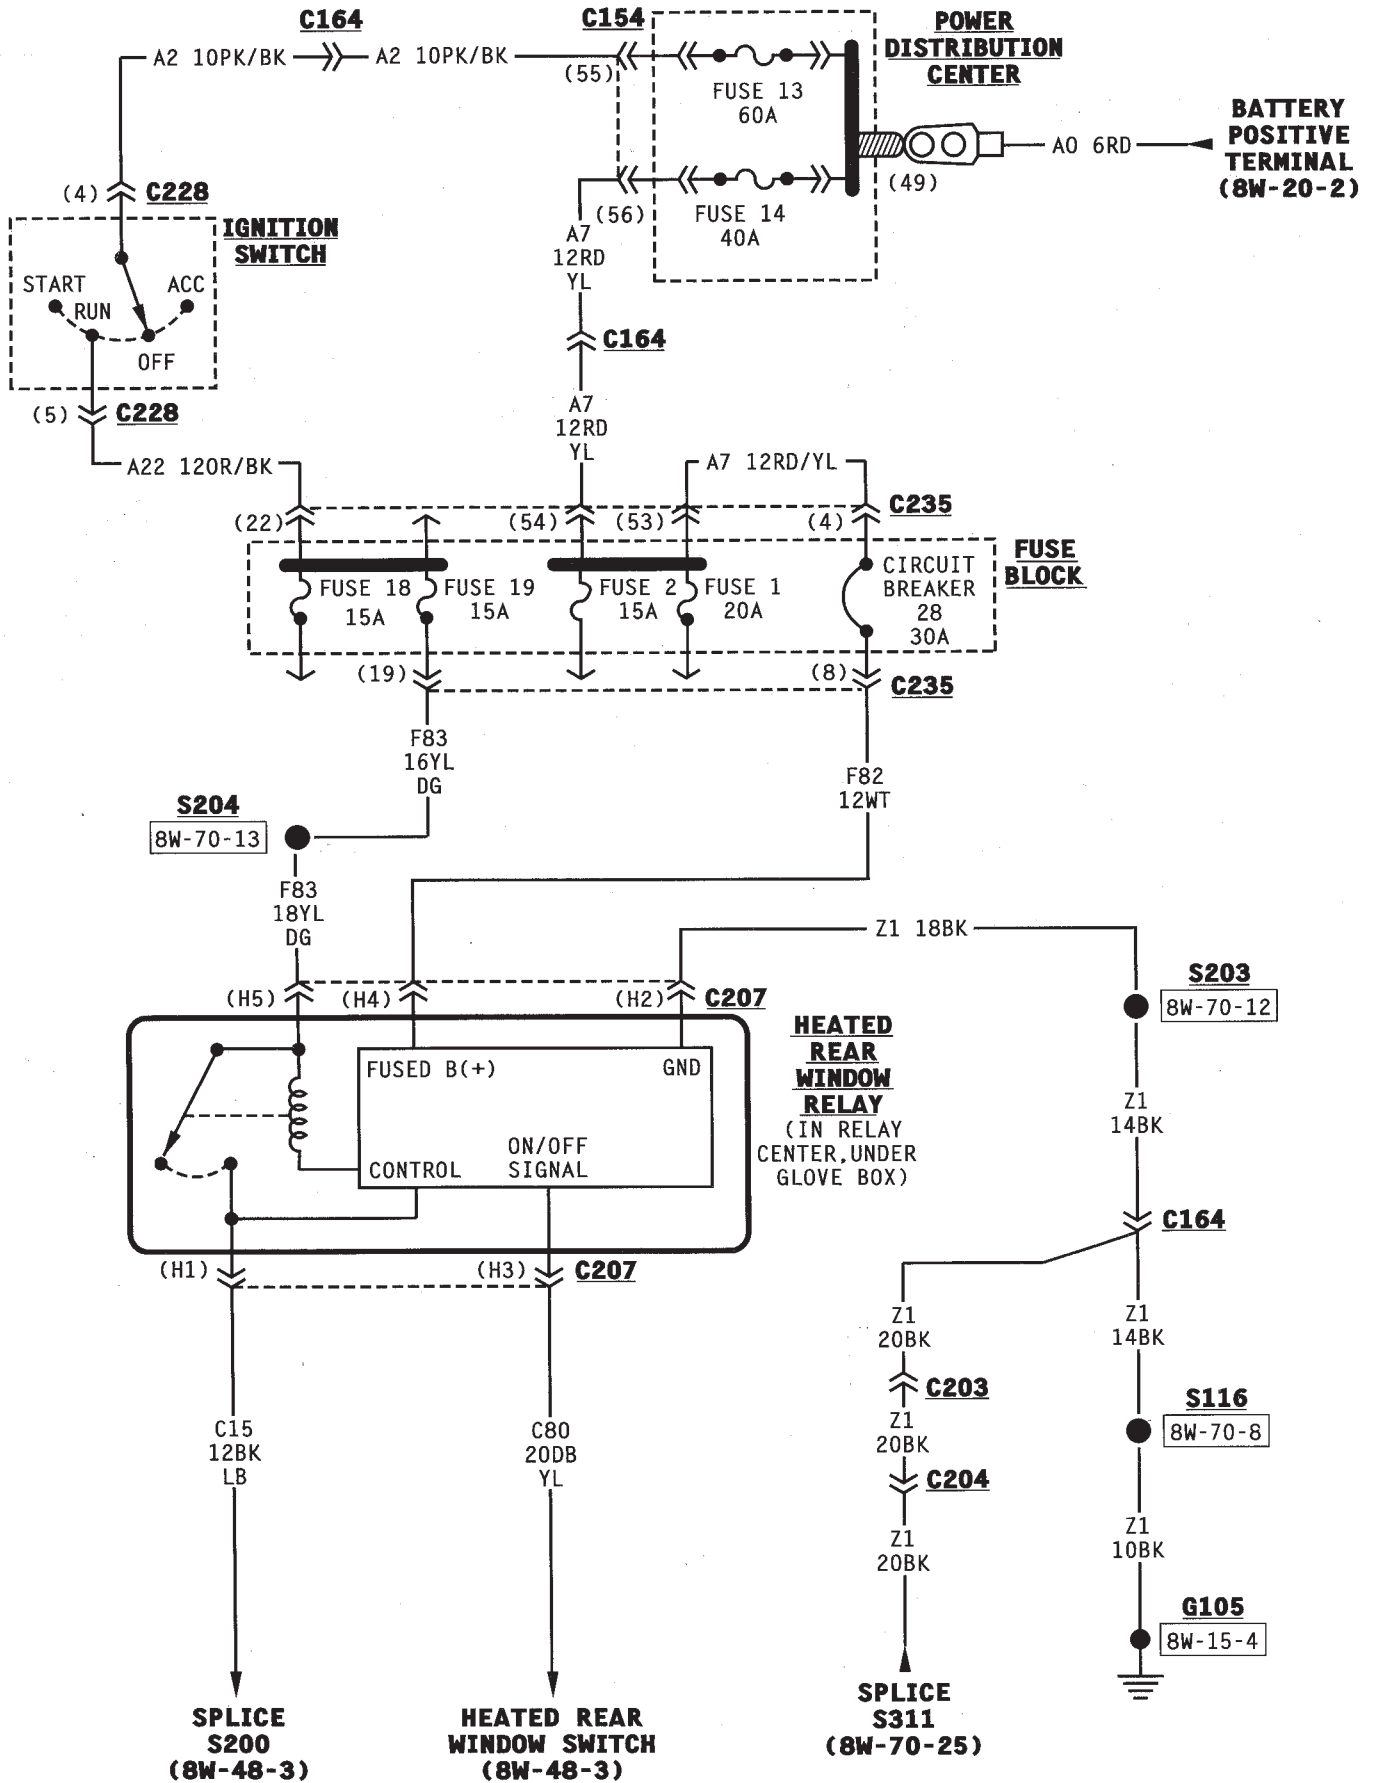 C164
C154
POWER
DISTRIBUTION
CENTER
A2 10PK/BK
A2 10PK/BK
(55)
FUSE 13
60A
BATTERY
POSITIVE
TERMINAL
(8W-20-2)
A0 6RD
(49)
(4)
C228
(56)
FUSE 14
40A
IGNITION
SWITCH
START
RUN
ACC
OFF
A7
12RD
YL
C164
(5)
C228
A7
12RD
YL
A22 12OR/BK
A7 12RD/YL
C235
(22)
(54)
(53)
(4)
FUSE
BLOCK
FUSE 18
15A
FUSE 19
15A
FUSE 2
15A
FUSE 1
20A
CIRCUIT
BREAKER
28
30A
(19)
(8)
C235
F83
16YL
DG
F82
12WT
S204
8W-70-13
F83
18YL
DG
Z1 18BK
S203
8W-70-12
(H5)
(H4)
(H2)
C207
HEATED
REAR
WINDOW
RELAY
(IN RELAY
CENTER,UNDER
GLOVE BOX)
FUSED B(+)
GND
ON/OFF
SIGNAL
CONTROL
Z1
14BK
C164
(H1)
(H3)
C207
Z1
20BK
Z1
14BK
C203
S116
8W-70-8
C15
12BK
LB
C80
20DB
YL
Z1
20BK
C204
Z1
20BK
Z1
10BK
G105
8W-15-4
SPLICE
S200
(8W-48-3)
HEATED REAR
WINDOW SWITCH
(8W-48-3)
SPLICE
S311
(8W-70-25)